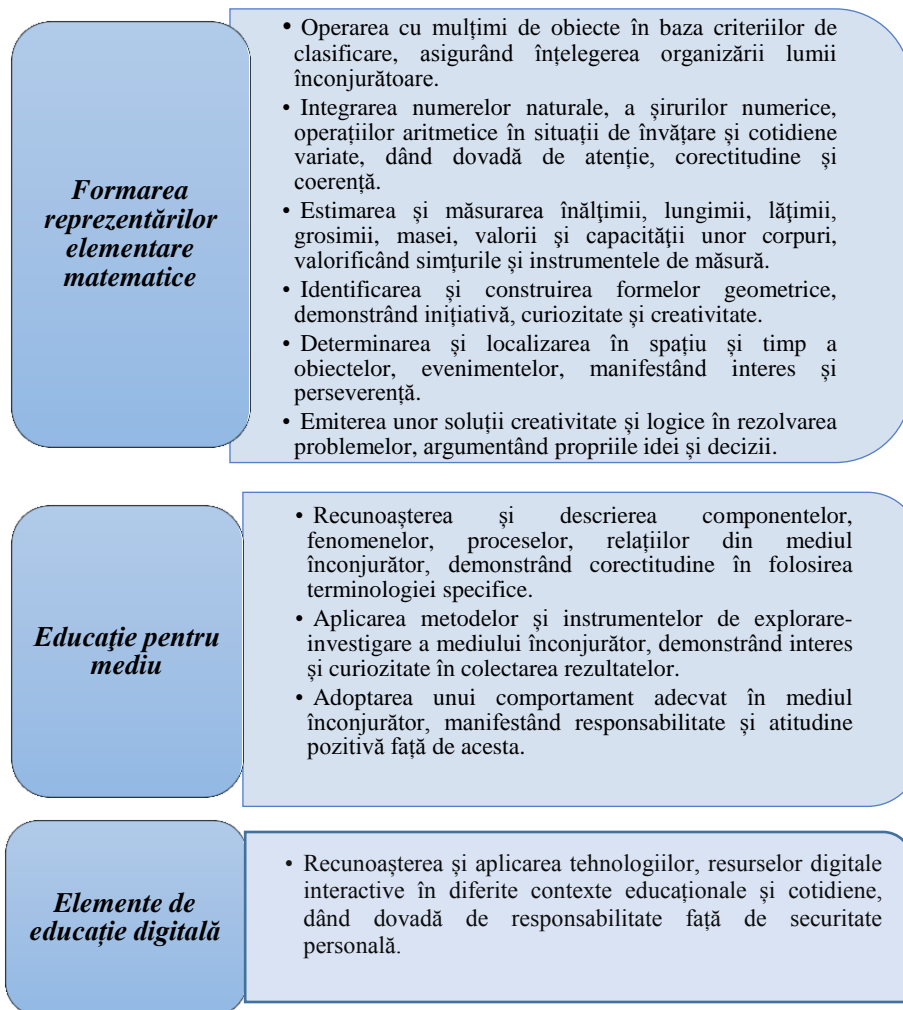 Formarea
reprezentărilor
elementare
matematice
• Operarea cu mulțimi de obiecte în baza criteriilor de
clasificare, asigurând înțelegerea organizării lumii
înconjurătoare.
• Integrarea numerelor naturale, a șirurilor numerice,
operațiilor aritmetice în situații de învățare și cotidiene
variate, dând dovadă de atenție, corectitudine și
coerență.
• Estimarea și măsurarea înălţimii, lungimii, lăţimii,
grosimii, masei, valorii şi capacităţii unor corpuri,
valorificând simțurile și instrumentele de măsură.
• Identificarea și construirea formelor geometrice,
demonstrând inițiativă, curiozitate și creativitate.
• Determinarea și localizarea în spațiu și timp a
obiectelor, evenimentelor, manifestând interes și
perseverență.
• Emiterea unor soluții creativitate și logice în rezolvarea
problemelor, argumentând propriile idei și decizii.
Educaţie pentru
mediu
• Recunoașterea și descrierea componentelor,
fenomenelor, proceselor, relațiilor din mediul
înconjurător, demonstrând corectitudine în folosirea
terminologiei specifice.
• Aplicarea metodelor și instrumentelor de explorare-
investigare a mediului înconjurător, demonstrând interes
și curiozitate în colectarea rezultatelor.
• Adoptarea unui comportament adecvat în mediul
înconjurător, manifestând responsabilitate și atitudine
pozitivă față de acesta.
Elemente de
educație digitală
• Recunoașterea și aplicarea tehnologiilor, resurselor digitale
interactive în diferite contexte educaționale și cotidiene,
dând dovadă de responsabilitate față de securitate
personală.